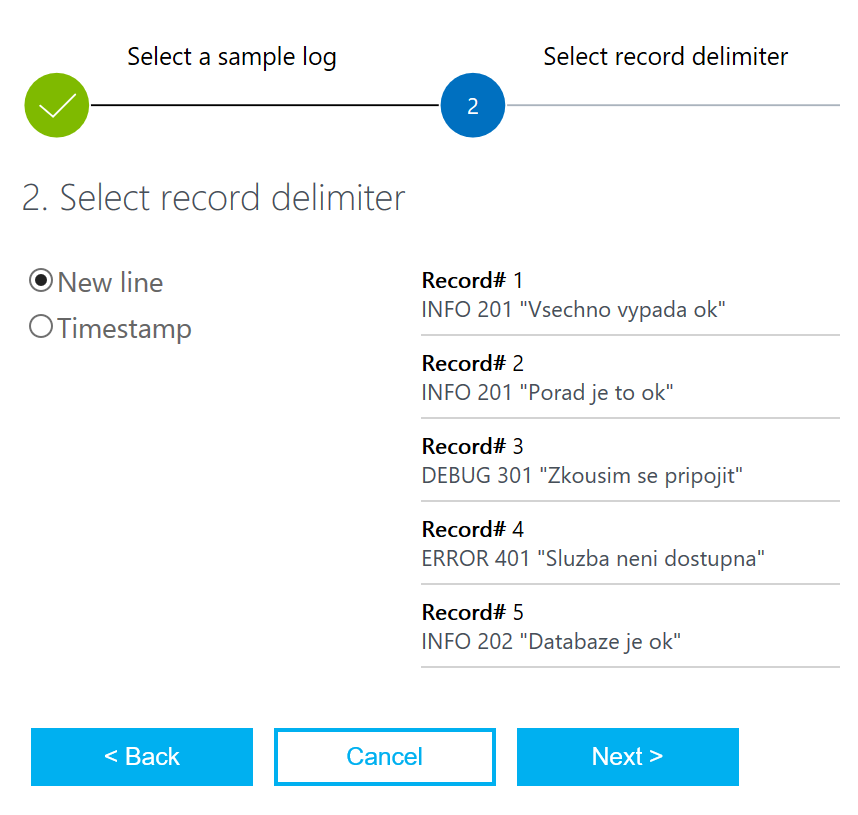 Select a sample log
Select record delimiter
2
2. Select record delimiter
New line
Timestamp
Record# 1
INFO 201 "Vsechno vypada ok"
Record# 2
INFO 201 "Porad je to ok"
Record# 3
DEBUG 301 "Zkousim se pripojit"
Record# 4
ERROR 401 "Sluzba neni dostupna"
Record# 5
INFO 202 "Databaze je ok"
< Back
Cancel
Next >